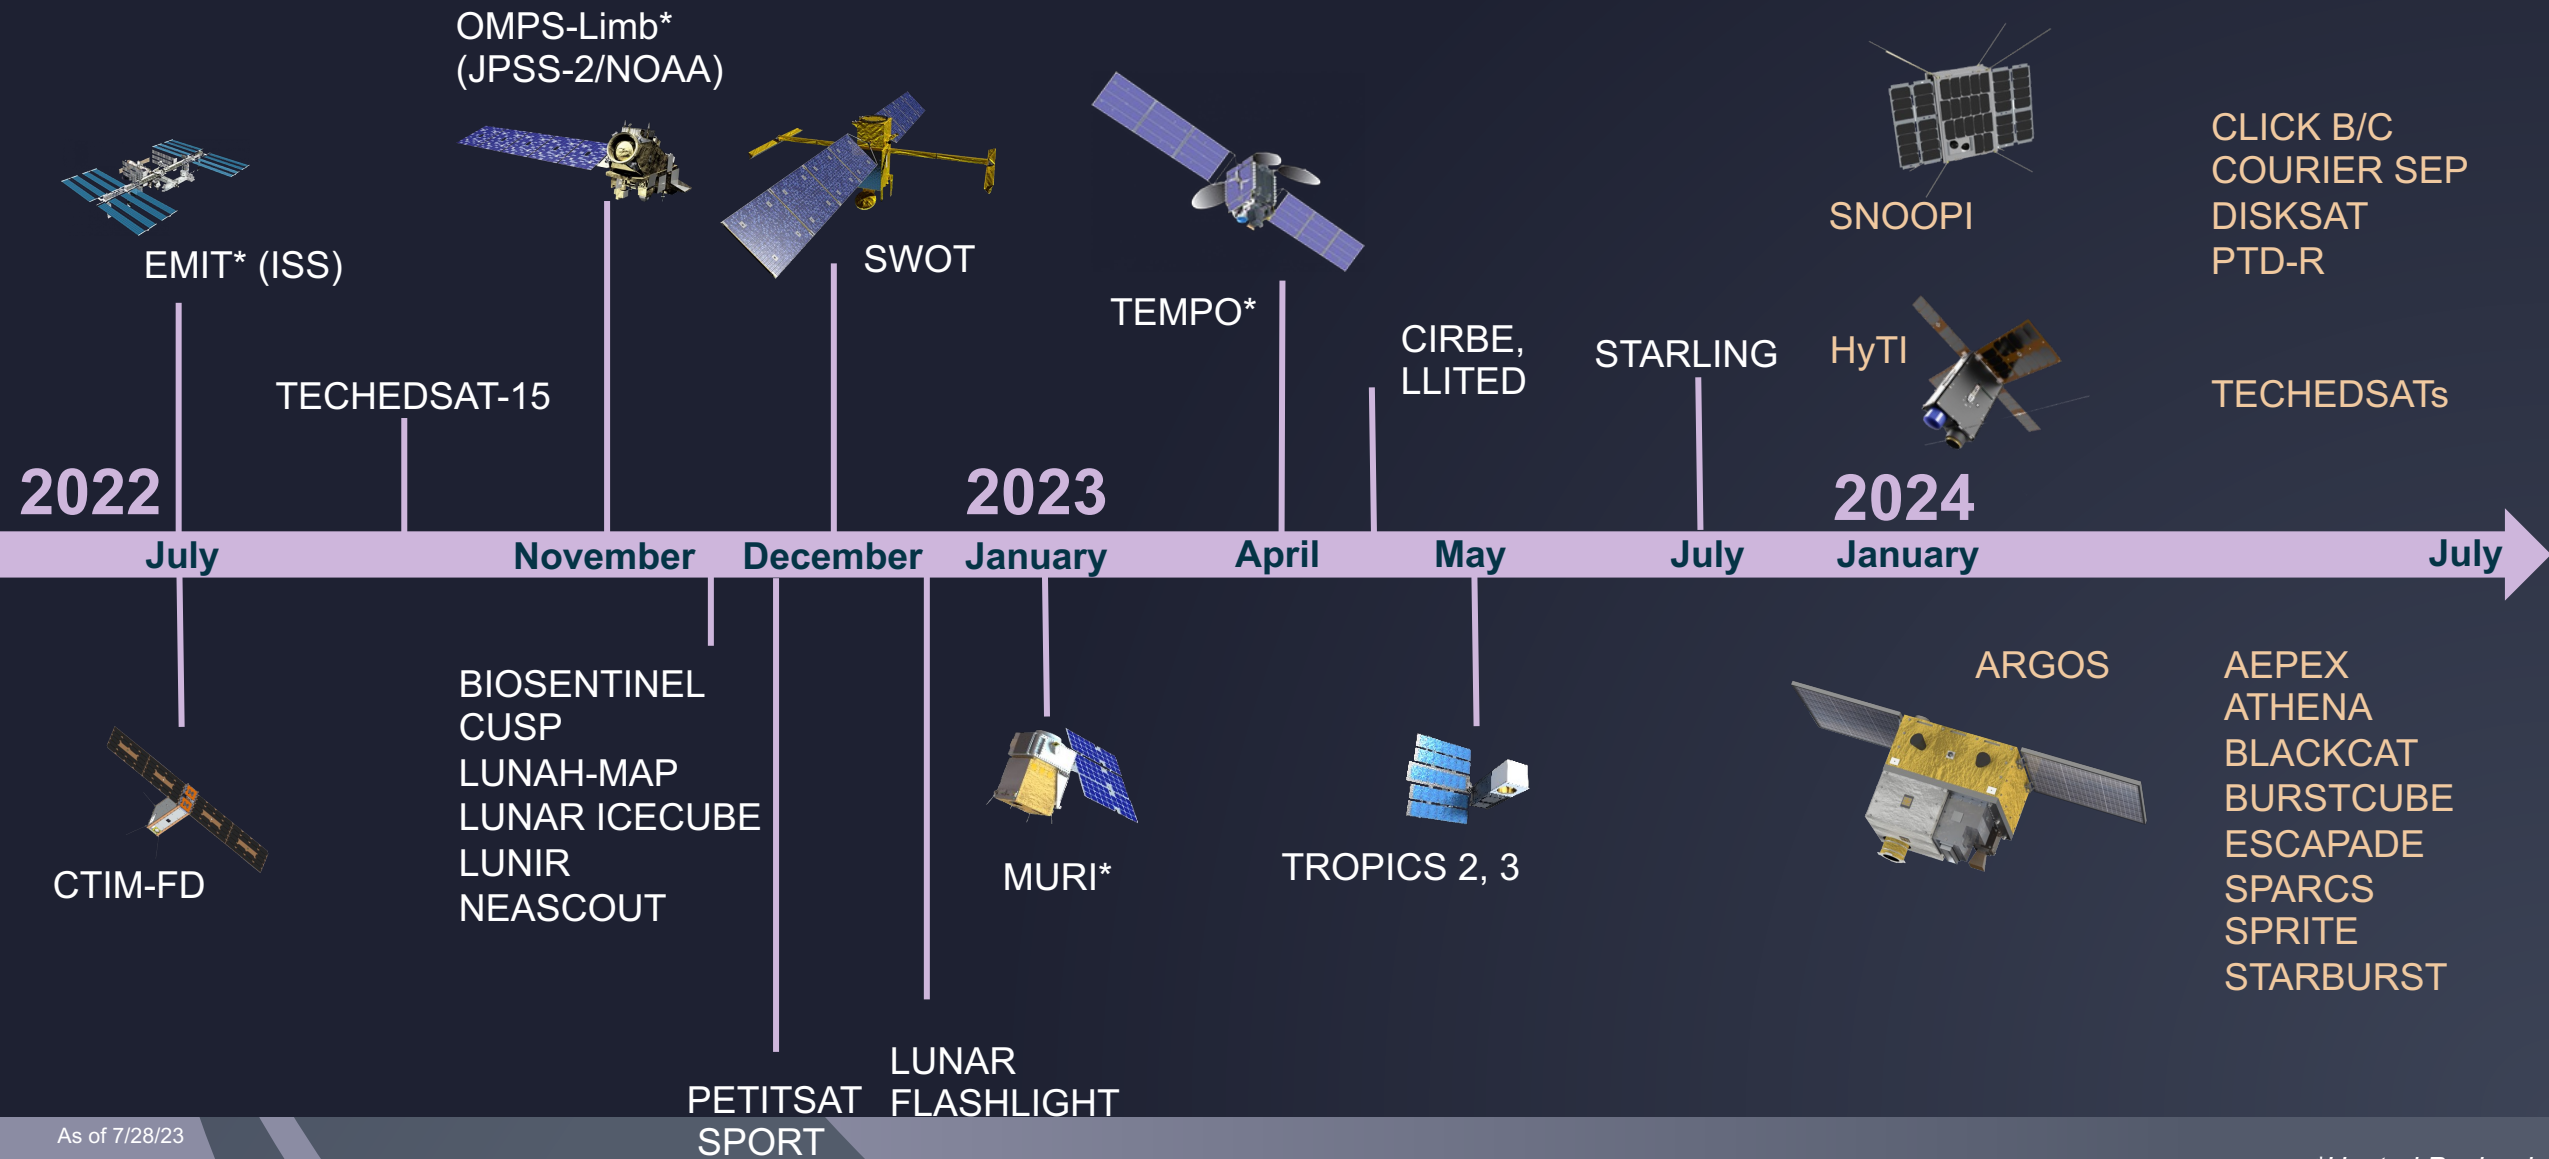 OMPS-Limb*
(JPSS-2/NOAA)
EMIT* (ISS)
SWOT
TEMPO*
SNOOPI
CLICK B/C
COURIER SEP
DISKSAT
PTD-R
TECHEDSAT-15
CIRBE,
LLITED
STARLING
HyTI
TECHEDSATs
2022
2023
2024
July
November
December
January
April
May
July
January
July
CTIM-FD
BIOSENTINEL
CUSP
LUNAH-MAP
LUNAR ICECUBE
LUNIR
NEASCOUT
MURI*
TROPICS 2, 3
ARGOS
AEPEX
ATHENA
BLACKCAT
BURSTCUBE
ESCAPADE
SPARCS
SPRITE
STARBURST
PETITSAT
SPORT
LUNAR
FLASHLIGHT
As of 7/28/23